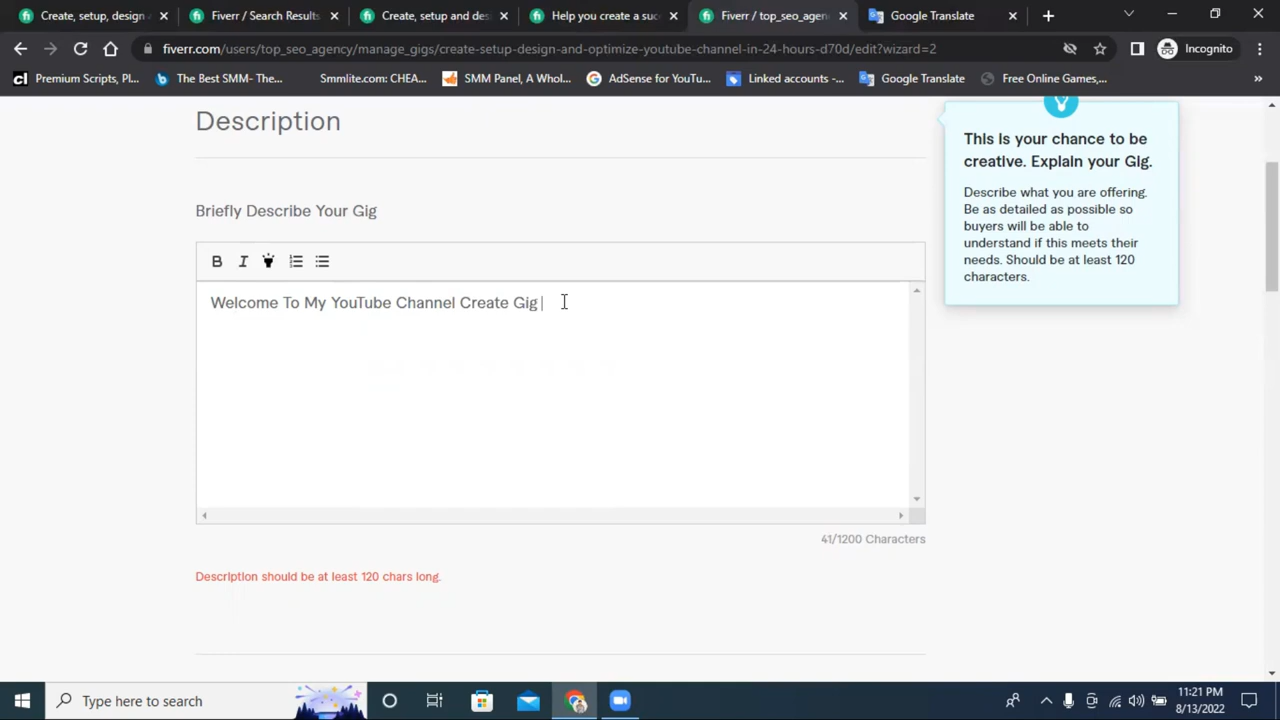 Create, setup, design
Fiverr / Search Results
Create, setup and des
Help you create a suc
Fiverr / top_seo_agen
Google Translate
fiverr.com/users/top_seo_agency/manage_gigs/create-setup-design-and-optimize-youtube-channel-in-24-hours-d70d/edit?wizard=2
Incognito
Premium Scripts, Pl...
The Best SMM- The...
Smmlite.com: CHEA...
SMM Panel, A Whol...
AdSense for YouTu...
Linked accounts -...
Google Translate
Free Online Games,...
Description
This is your chance to be
creative. Explain your Gig.
Describe what you are offering.
Be as detailed as possible so
buyers will be able to
understand if this meets their
needs. Should be at least 120
characters.
Briefly Describe Your Gig
B I
Welcome To My YouTube Channel Create Gig
41/1200 Characters
Description should be at least 120 chars long.
Type here to search
11:21 PM
8/13/2022